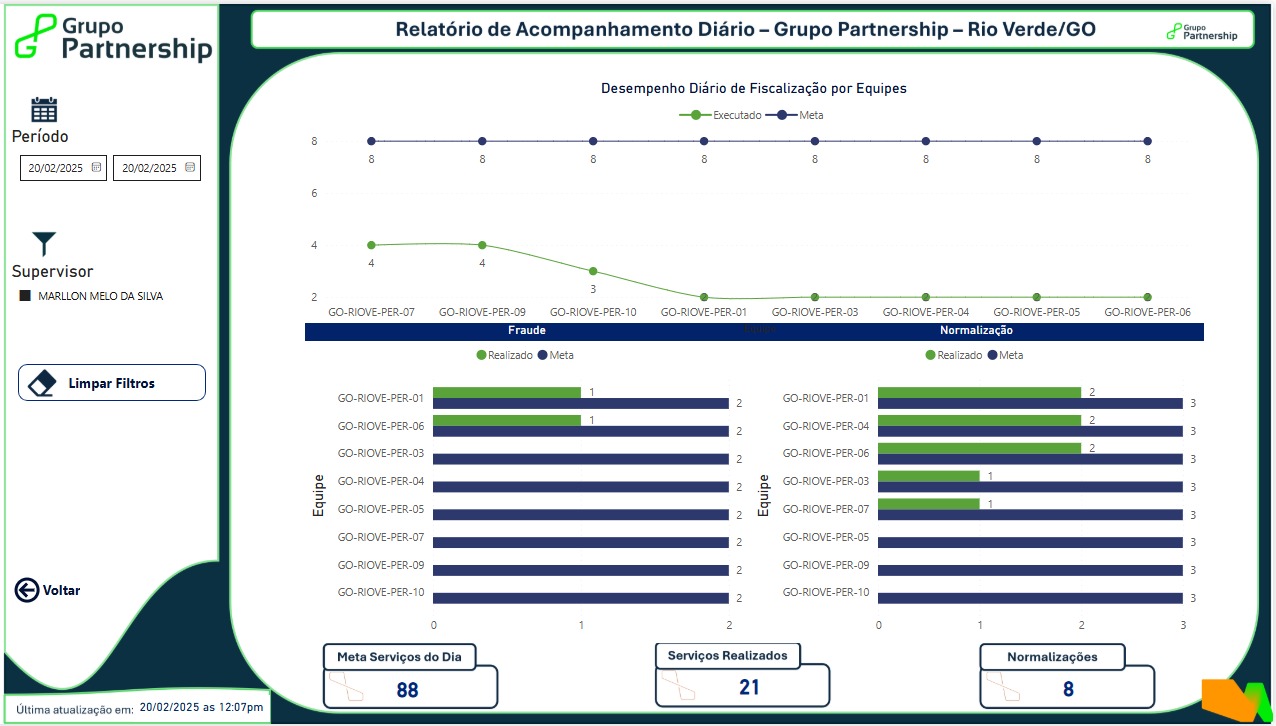 Grupo
Partnership
Relatório de Acompanhamento Diário – Grupo Partnership – Rio Verde/GO
Grupo
Partnership
Período
20/02/2025 20/02/2025
Supervisor
MARLLON MELO DA SILVA
Limpar Filtros
Voltar
Última atualização em: 20/02/2025 as 12:07pm
Desempenho Diário de Fiscalização por Equipes
Executado Meta
8
6
4
2
8 8 8 8 8 8 8 8
4 4 3
GO-RIOVE-PER-07 GO-RIOVE-PER-09 GO-RIOVE-PER-10 GO-RIOVE-PER-01 GO-RIOVE-PER-03 GO-RIOVE-PER-04 GO-RIOVE-PER-05 GO-RIOVE-PER-06
Fraude
Realizado Meta
Equipe
GO-RIOVE-PER-01 1 2
GO-RIOVE-PER-06 1 2
GO-RIOVE-PER-03 2
GO-RIOVE-PER-04 2
GO-RIOVE-PER-05 2
GO-RIOVE-PER-07 2
GO-RIOVE-PER-09 2
GO-RIOVE-PER-10 2
0 1 2
Normalização
Realizado Meta
Equipe
GO-RIOVE-PER-01 2 3
GO-RIOVE-PER-04 2 3
GO-RIOVE-PER-06 2 3
GO-RIOVE-PER-03 1 3
GO-RIOVE-PER-07 1 3
GO-RIOVE-PER-05 3
GO-RIOVE-PER-09 3
GO-RIOVE-PER-10 3
0 1 2 3
Meta Serviços do Dia
88
Serviços Realizados
21
Normalizações
8